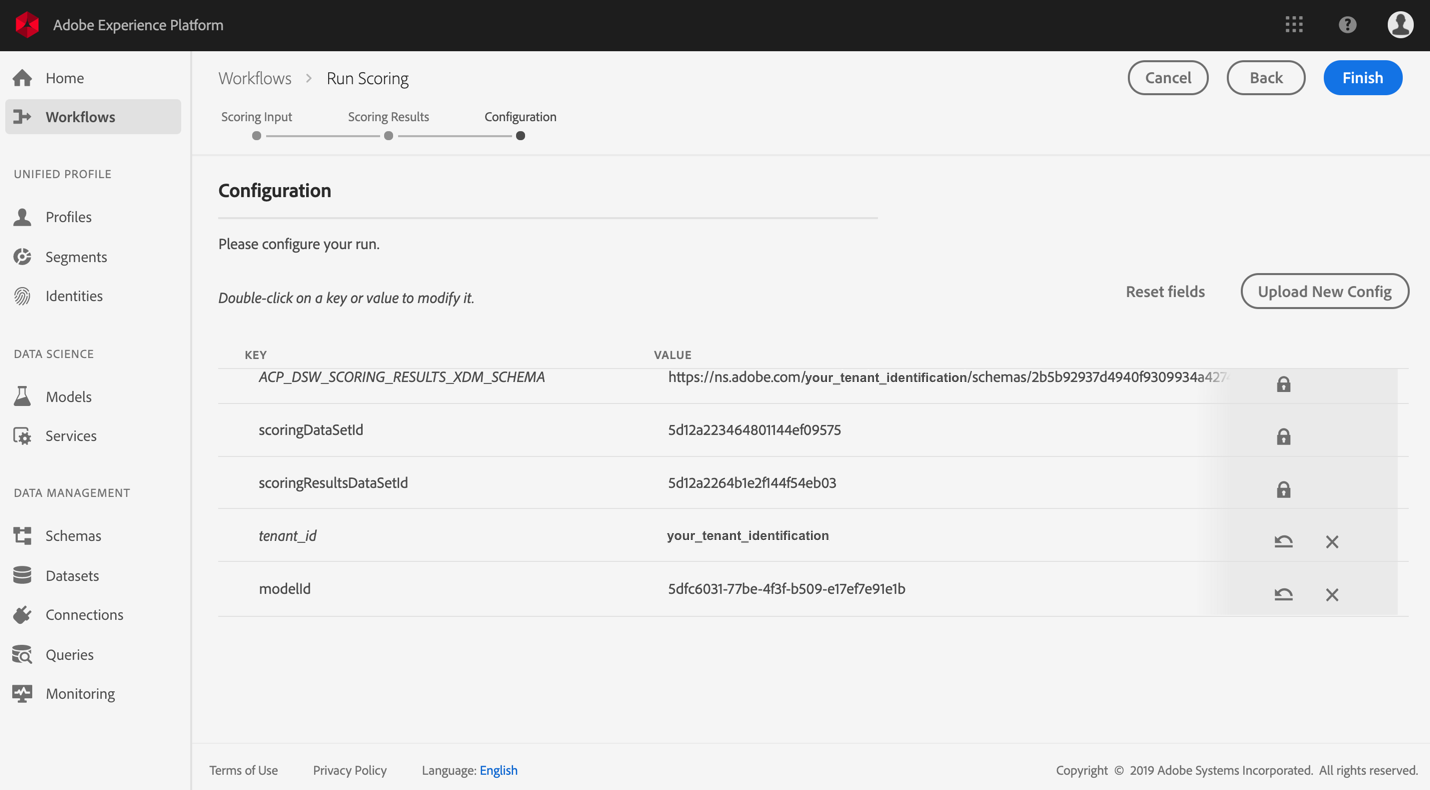 Adobe Experience Platform
Home
Workflows
UNIFIED PROFILE
Profiles
Segments
Identities
DATA SCIENCE
Models
Services
DATA MANAGEMENT
Schemas
Datasets
Connections
Queries
Monitoring
Workflows > Run Scoring
Cancel
Back
Finish
Scoring Input
Scoring Results
Configuration
Configuration
Please configure your run.
Double-click on a key or value to modify it.
Reset fields
Upload New Config
KEY VALUE
ACP_DSW_SCORING_RESULTS_XDM_SCHEMA https://ns.adobe.com/your_tenant_identification/schemas/2b5b92937d4940f9309934a427
scoringDataSetId 5d12a223464801144ef09575
scoringResultsDataSetId 5d12a2264b1e2f144f54eb03
tenant_id your_tenant_identification
modelId 5dfc6031-77be-4f3f-b509-e17ef7e91e1b
Terms of Use
Privacy Policy
Language: English
Copyright © 2019 Adobe Systems Incorporated. All rights reserved.